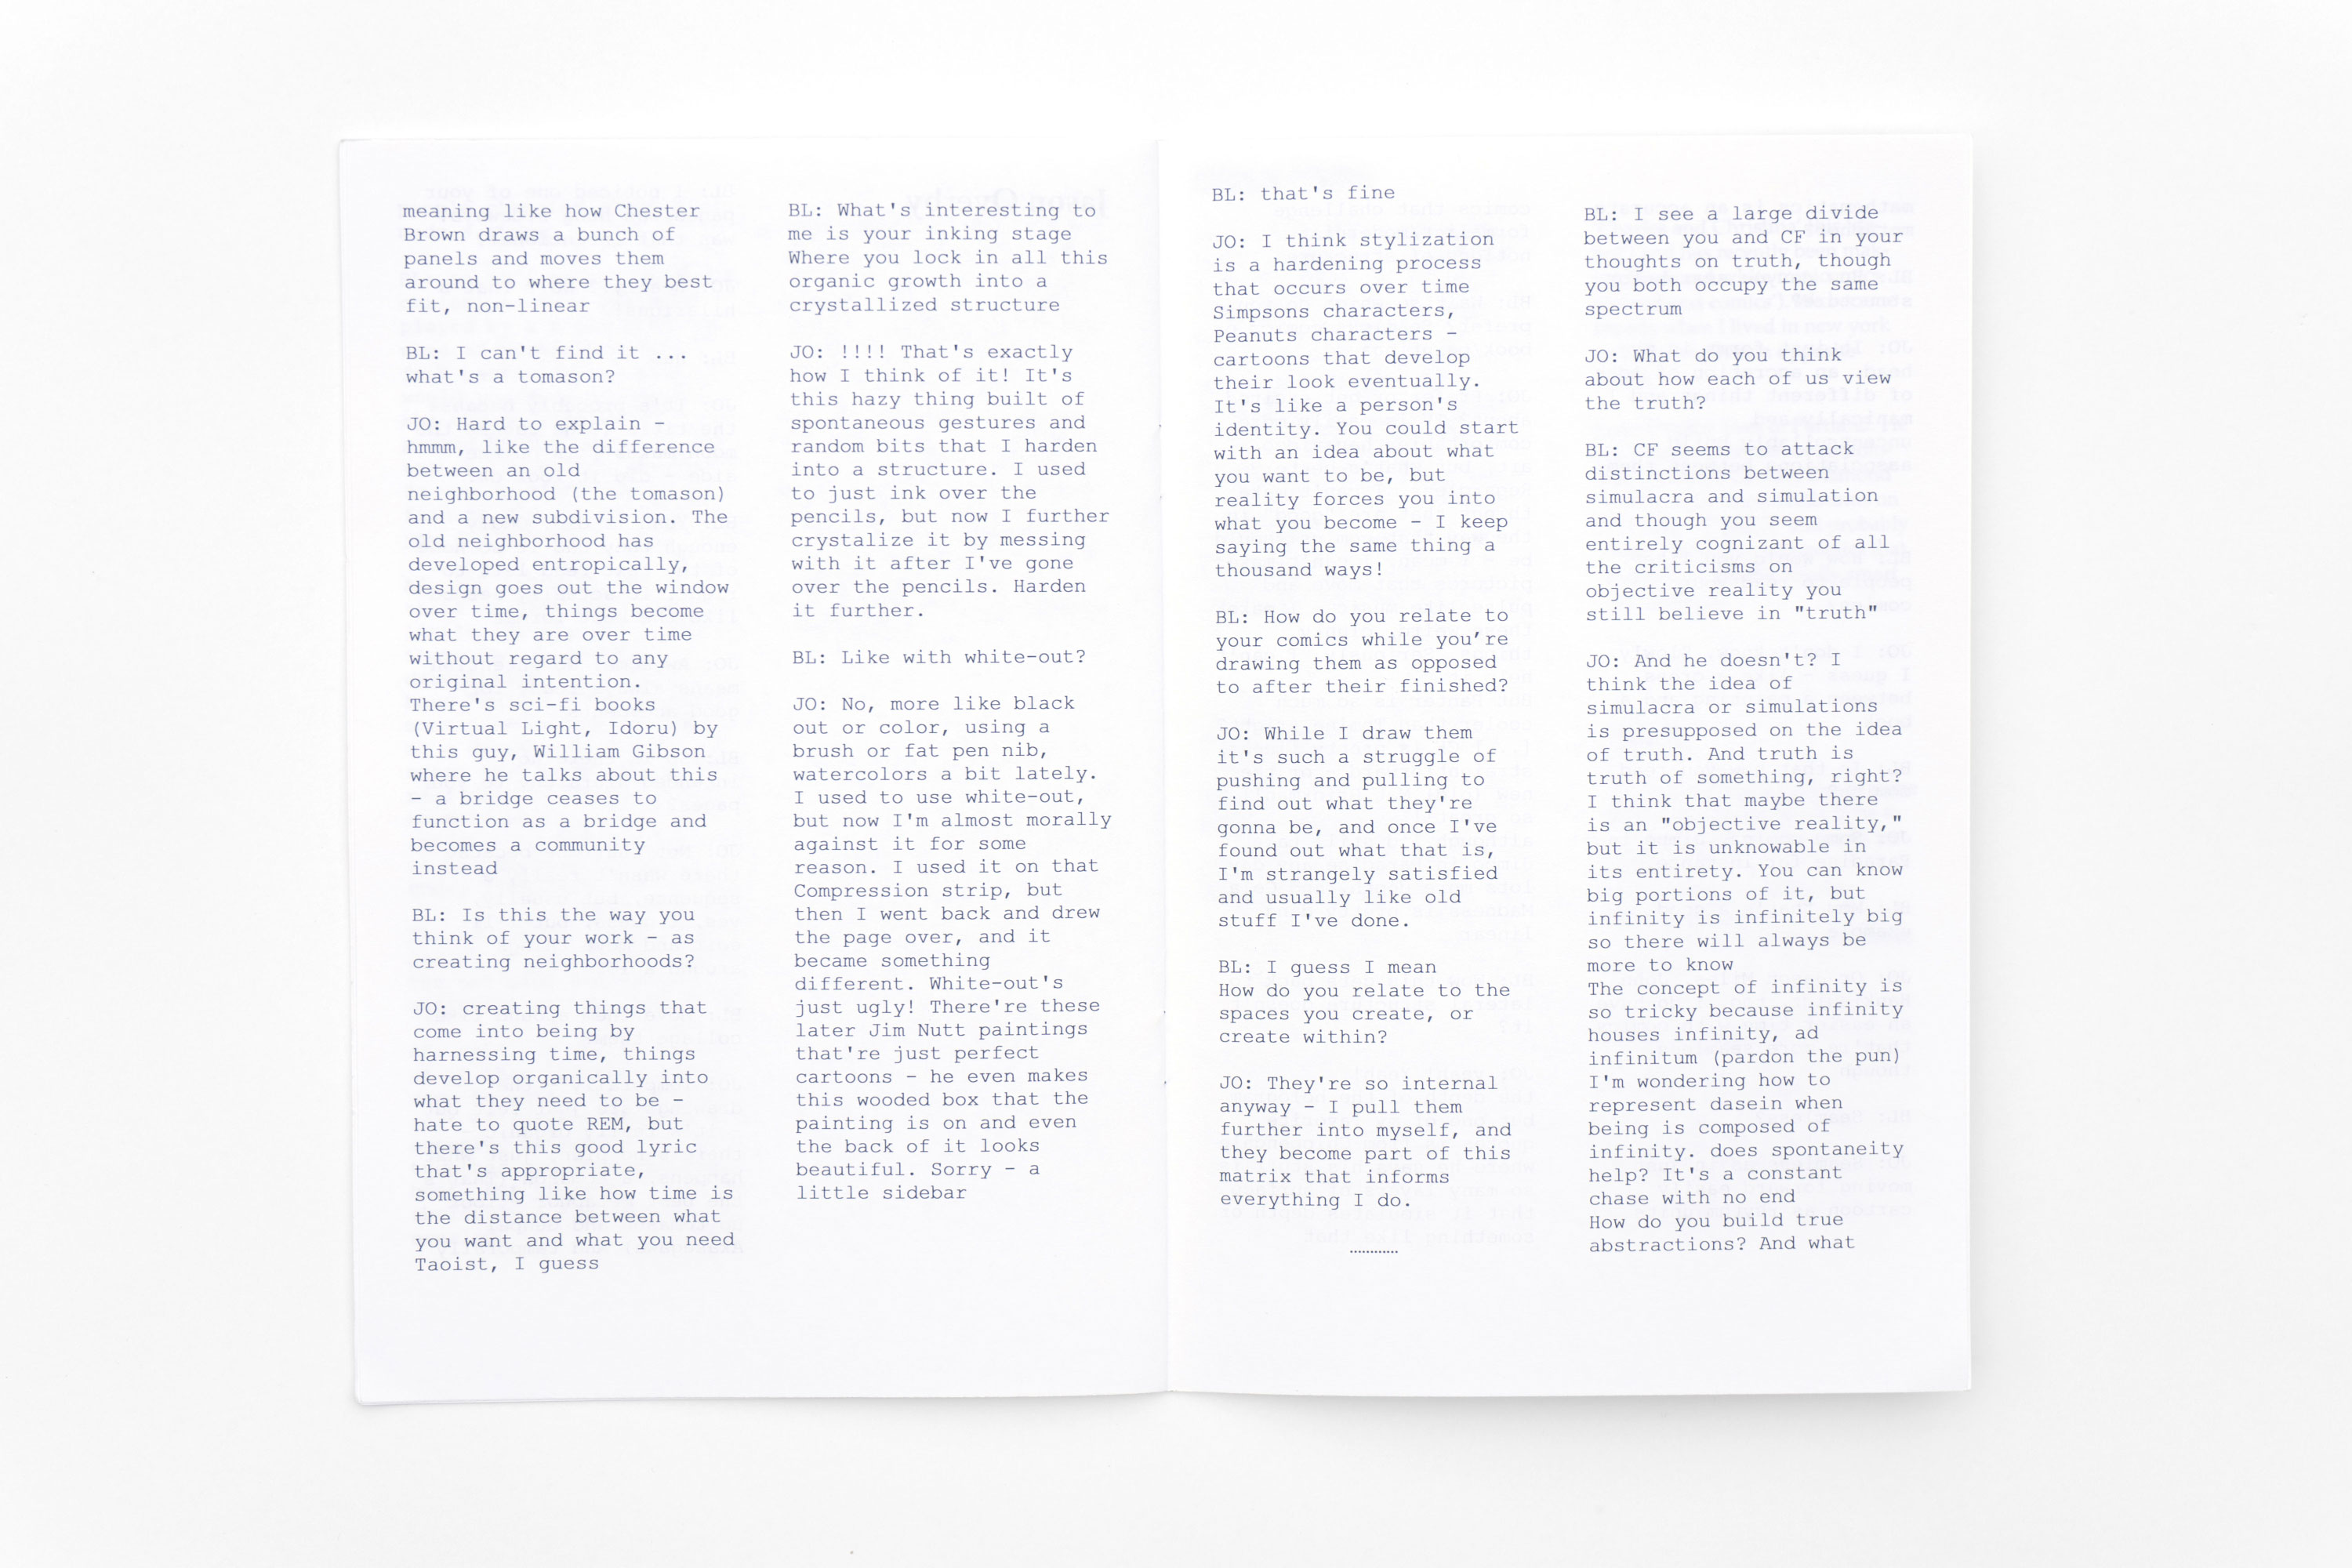 meaning like how Chester
Brown draws a bunch of
panels and moves them
around to where they best
fit, non-linear
BL: I can't find it ...
what's a tomason?
JO: Hard to explain –
hmmm, like the difference
between an old
neighborhood (the tomason)
and a new subdivision. The
old neighborhood has
developed entropically,
design goes out the window
over time, things become
what they are over time
without regard to any
original intention.
There's sci-fi books
(Virtual Light, Idoru) by
this guy, William Gibson
where he talks about this
– a bridge ceases to
function as a bridge and
becomes a community
instead
BL: Is this the way you
think of your work – as
creating neighborhoods?
JO: creating things that
come into being by
harnessing time, things
develop organically into
what they need to be –
hate to quote REM, but
there's this good lyric
that's appropriate,
something like how time is
the distance between what
you want and what you need
Taoist, I guess
BL: What's interesting to
me is your inking stage
Where you lock in all this
organic growth into a
crystallized structure
JO: !!!! That's exactly
how I think of it! It's
this hazy thing built of
spontaneous gestures and
random bits that I harden
into a structure. I used
to just ink over the
pencils, but now I further
crystalize it by messing
with it after I've gone
over the pencils. Harden
it further.
BL: Like with white-out?
JO: No, more like black
out or color, using a
brush or fat pen nib,
watercolors a bit lately.
I used to use white-out,
but now I'm almost morally
against it for some
reason. I used it on that
Compression strip, but
then I went back and drew
the page over, and it
became something
different. White-out's
just ugly! There're these
later Jim Nutt paintings
that're just perfect
cartoons – he even makes
this wooded box that the
painting is on and even
the back of it looks
beautiful. Sorry – a
little sidebar
BL: that's fine
JO: I think stylization
is a hardening process
that occurs over time
Simpsons characters,
Peanuts characters –
cartoons that develop
their look eventually.
It's like a person's
identity. You could start
with an idea about what
you want to be, but
reality forces you into
what you become – I keep
saying the same thing a
thousand ways!
BL: How do you relate to
your comics while you’re
drawing them as opposed
to after their finished?
JO: While I draw them
it's such a struggle of
pushing and pulling to
find out what they're
gonna be, and once I've
found out what that is,
I'm strangely satisfied
and usually like old
stuff I've done.
BL: I guess I mean
How do you relate to the
spaces you create, or
create within?
JO: They're so internal
anyway – I pull them
further into myself, and
they become part of this
matrix that informs
everything I do.
............
BL: I see a large divide
between you and CF in your
thoughts on truth, though
you both occupy the same
spectrum
JO: What do you think
about how each of us view
the truth?
BL: CF seems to attack
distinctions between
simulacra and simulation
and though you seem
entirely cognizant of all
the criticisms on
objective reality you
still believe in "truth"
JO: And he doesn't? I
think the idea of
simulacra or simulations
is presupposed on the idea
of truth. And truth is
truth of something, right?
I think that maybe there
is an "objective reality,"
but it is unknowable in
its entirety. You can know
big portions of it, but
infinity is infinitely big
so there will always be
more to know
The concept of infinity is
so tricky because infinity
houses infinity, ad
infinitum (pardon the pun)
I'm wondering how to
represent dasein when
being is composed of
infinity. does spontaneity
help? It's a constant
chase with no end
How do you build true
abstractions? And what